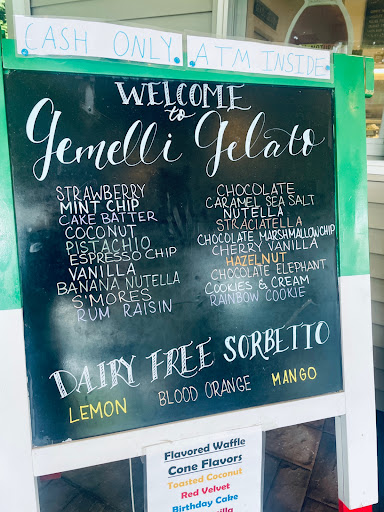 CASH ONLY ATM INSIDE
WELCOME
to
Gemelli Gelato
STRAWBERRY
MINT CHIP
CAKE BATTER
COCONUT
PISTACHIO
ESPRESSO CHIP
VANILLA
BANANA NUTELLA
S'MORES
RUM RAISIN
CHOCOLATE
CARAMEL SEA SALT
NUTELLA
STRACIATELLA
CHOCOLATE MARSHMALLOW CHIP
CHERRY VANILLA
HAZELNUT
CHOCOLATE ELEPHANT
COOKIES & CREAM
RAINBOW COOKIE
DAIRY FREE SORBETTO
LEMON BLOOD ORANGE MANGO
Flavored Waffle
Cone Flavors
Toasted Coconut
Red Velvet
Birthday Cake